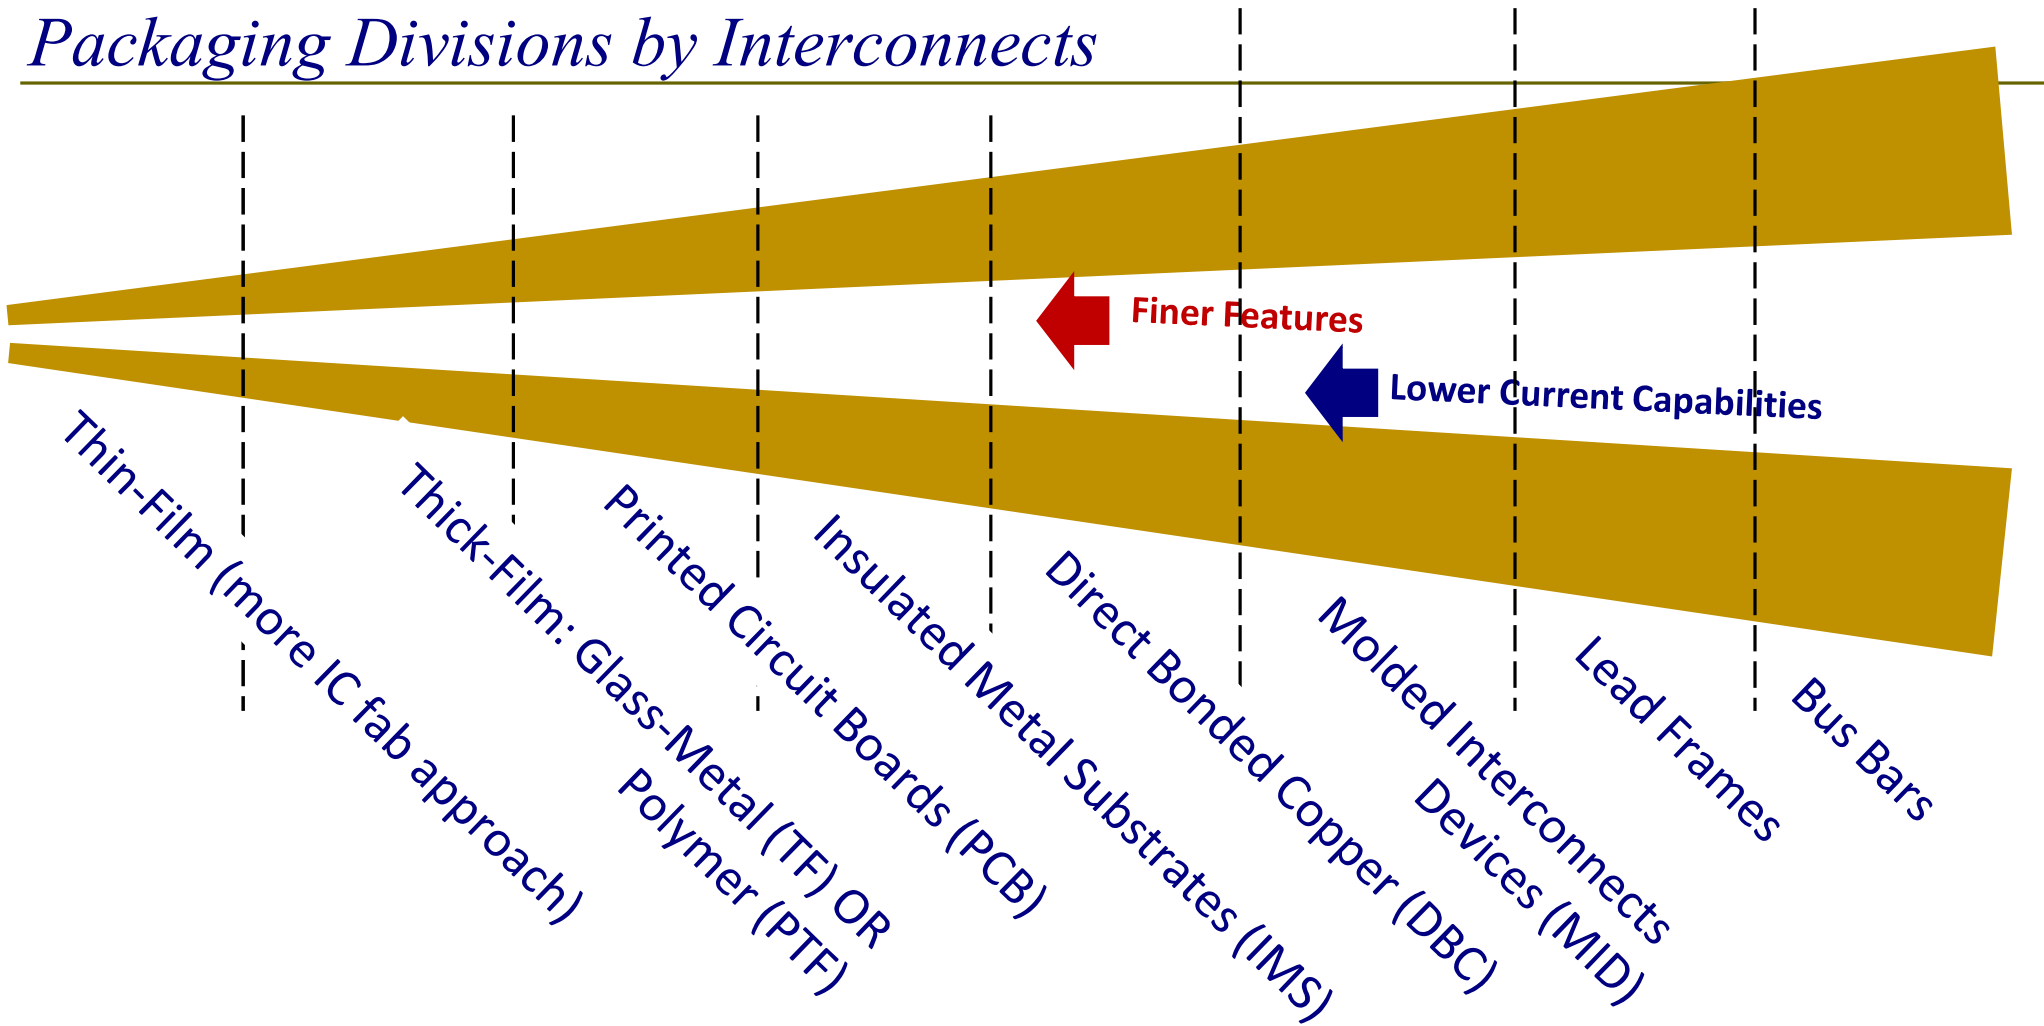 Packaging Divisions by Interconnects
Finer Features
Lower Current Capabilities
Thin-Film (more IC fab approach)
Thick-Film: Glass-Metal (TF) OR
Polymer (PTF)
Printed Circuit Boards (PCB)
Insulated Metal Substrates (IMS)
Direct Bonded Copper (DBC)
Molded Interconnects
Devices (MID)
Lead Frames
Bus Bars